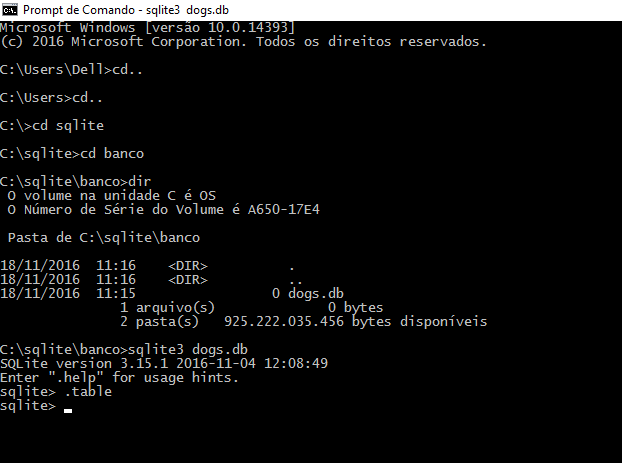 Prompt de Comando - sqlite3 dogs.db
Microsoft Windows [versão 10.0.14393]
(c) 2016 Microsoft Corporation. Todos os direitos reservados.
C:\Users\Dell>cd..
C:\Users>cd..
C:\>cd sqlite
C:\sqlite>cd banco
C:\sqlite\banco>dir
O volume na unidade C é OS
O Número de Série do Volume é A650-17E4
Pasta de C:\sqlite\banco
18/11/2016  11:16    <DIR>          .
18/11/2016  11:16    <DIR>          ..
18/11/2016  11:15                 0 dogs.db
1 arquivo(s)              0 bytes
2 pasta(s)   925.222.035.456 bytes disponíveis
C:\sqlite\banco>sqlite3 dogs.db
SQLite version 3.15.1 2016-11-04 12:08:49
Enter ".help" for usage hints.
sqlite> .table
sqlite>